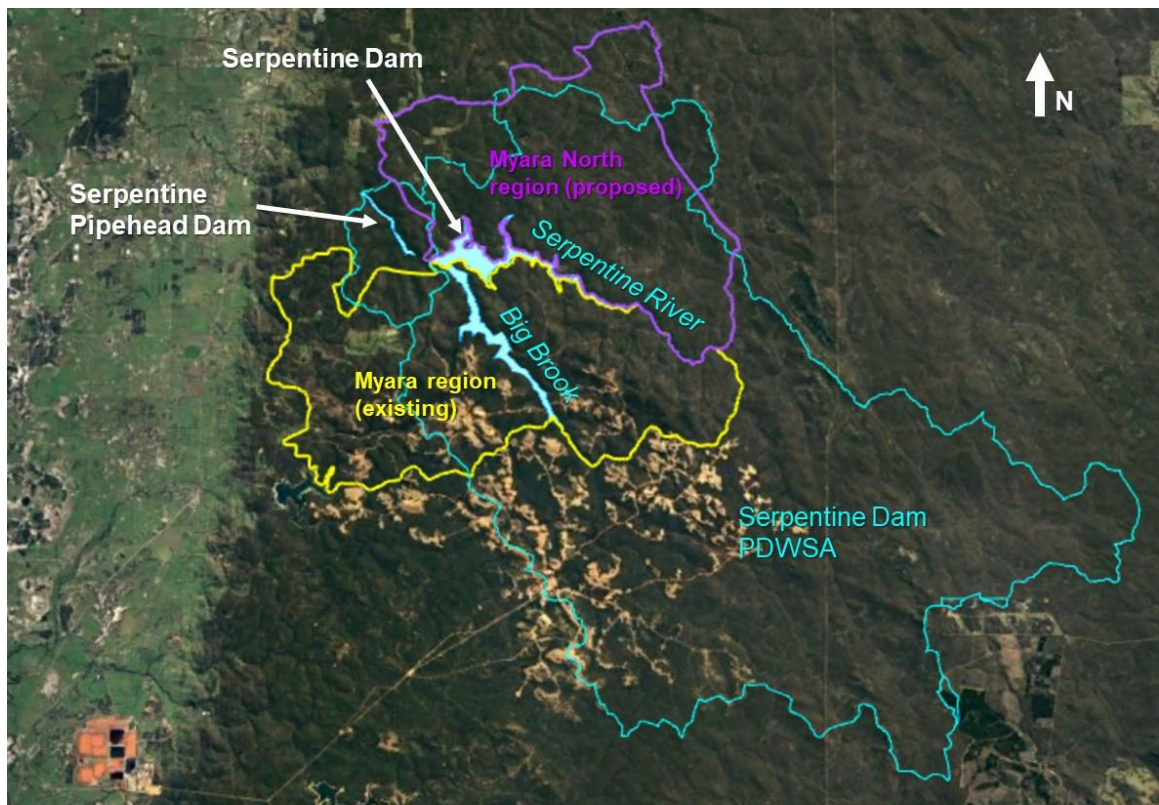 Serpentine Dam
N
Myara North
region (proposed)
Serpentine
Pipehead Dam
Serpentine River
Big Brook
Myara region
(existing)
Serpentine Dam
PDWSA